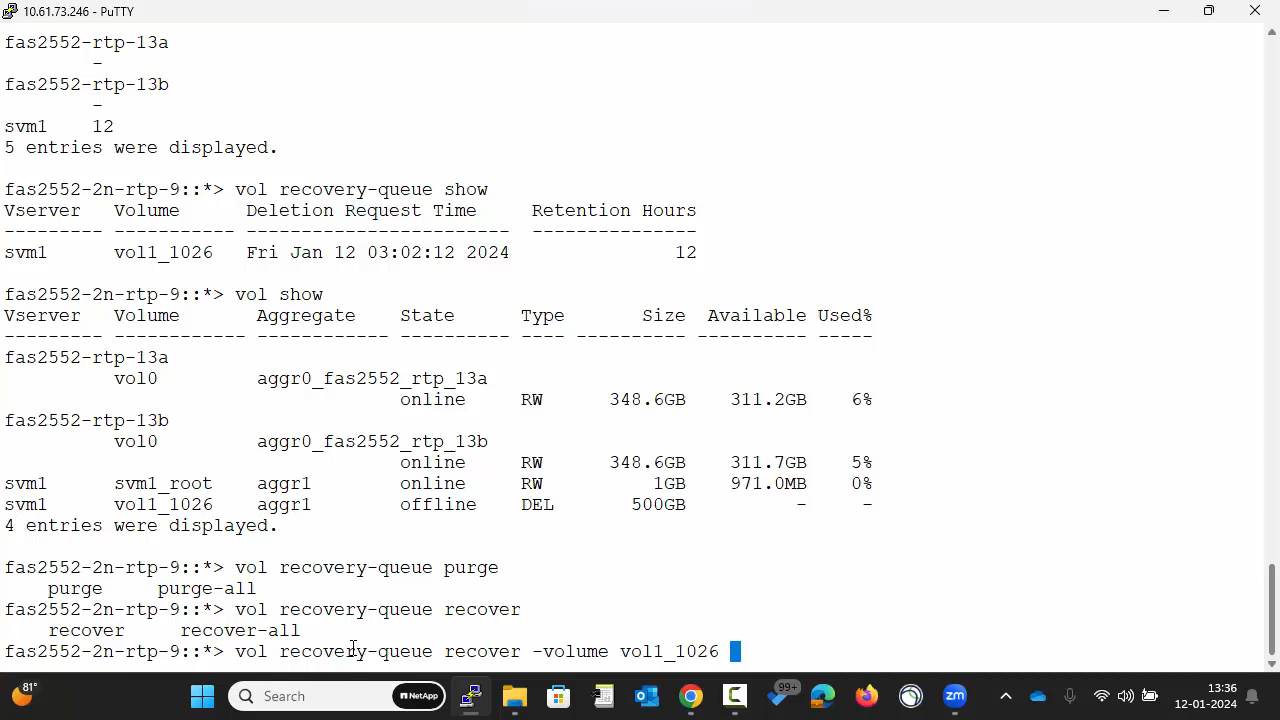 10.61.73.246 - PuTTY
fas2552-rtp-13a
-
fas2552-rtp-13b
-
svm1    12
5 entries were displayed.
fas2552-2n-rtp-9::*> vol recovery-queue show
Vserver   Volume      Deletion Request Time     Retention Hours
--------- ----------- ------------------------  ---------------
svm1      vol1_1026   Fri Jan 12 03:02:12 2024               12
fas2552-2n-rtp-9::*> vol show
Vserver   Volume       Aggregate    State      Type       Size  Available Used%
--------- ------------ ------------ ---------- ---- ---------- ---------- -----
fas2552-rtp-13a
          vol0         aggr0_fas2552_rtp_13a
                                    online     RW      348.6GB    311.2GB    6%
fas2552-rtp-13b
          vol0         aggr0_fas2552_rtp_13b
                                    online     RW      348.6GB    311.7GB    5%
svm1      svm1_root    aggr1        online     RW          1GB    971.0MB    0%
svm1      vol1_1026    aggr1        offline    DEL       500GB          -     -
4 entries were displayed.
fas2552-2n-rtp-9::*> vol recovery-queue purge
    purge     purge-all
fas2552-2n-rtp-9::*> vol recovery-queue recover
    recover     recover-all
fas2552-2n-rtp-9::*> vol recovery-queue recover -volume vol1_1026
81°
Search
NetApp
99+
zm
13:36
12-01-2024